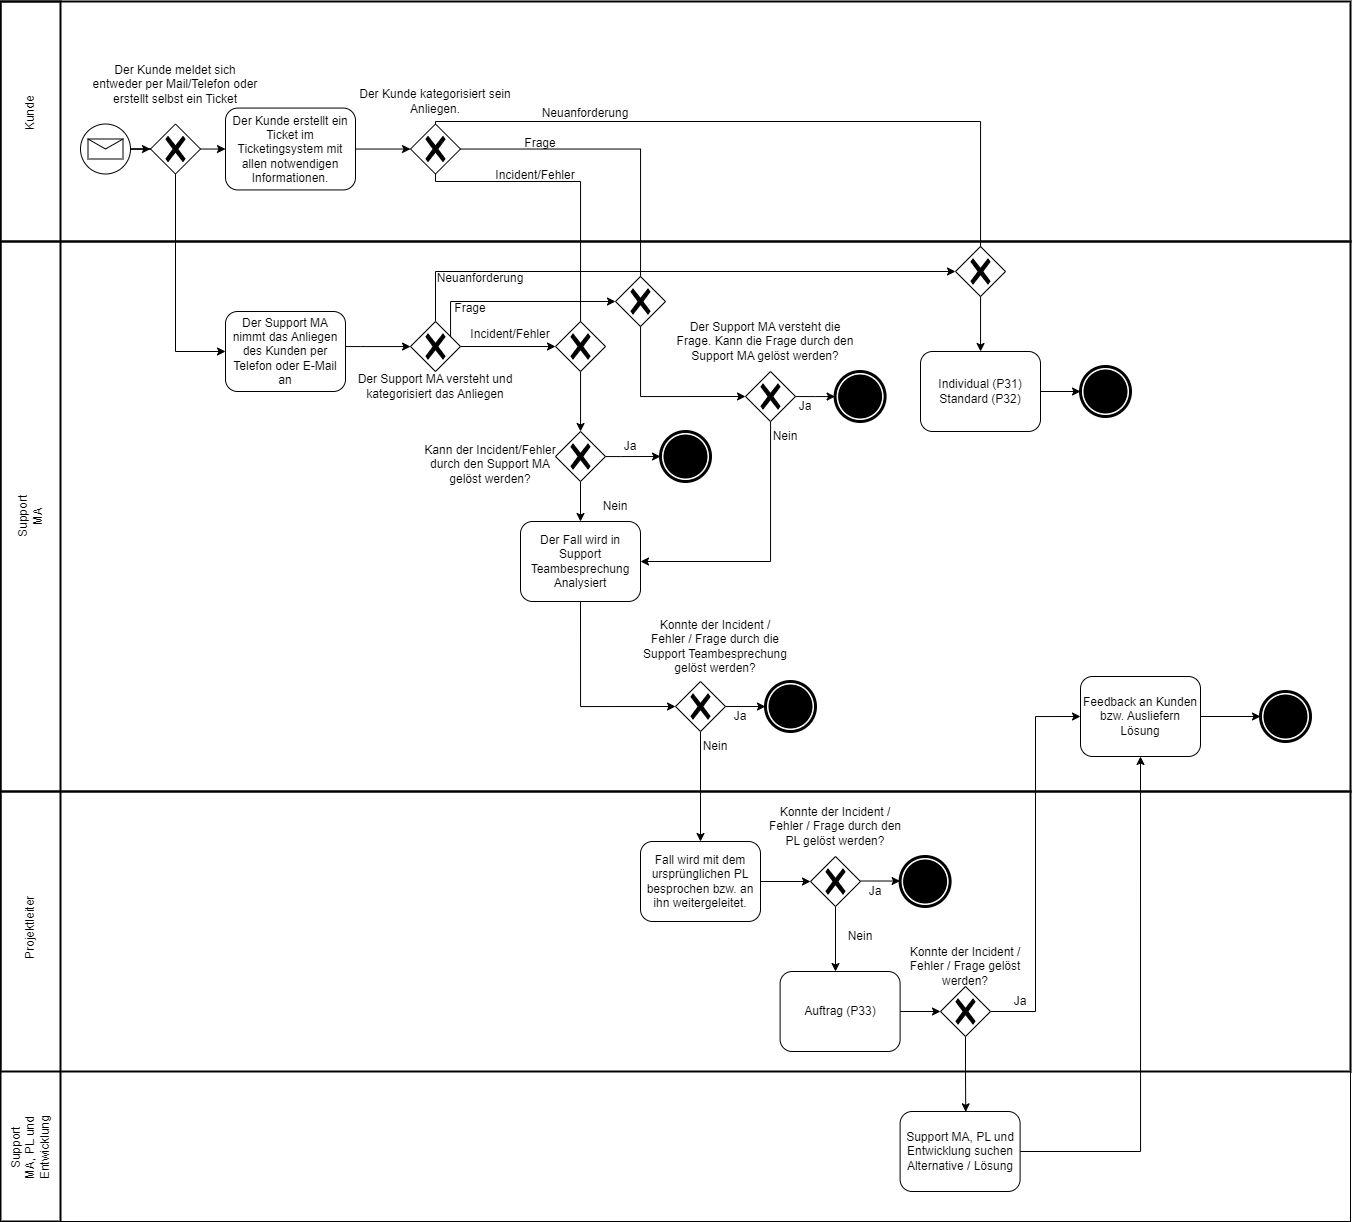 Kunde
Der Kunde meldet sich
entweder per Mail/Telefon oder
erstellt selbst ein Ticket
Der Kunde erstellt ein
Ticket im
Ticketingsystem mit
allen notwendigen
Informationen.
Der Kunde kategorisiert sein
Anliegen.
Neuanforderung
Frage
Incident/Fehler
Support
MA
Der Support MA
nimmt das Anliegen
des Kunden per
Telefon oder E-Mail
an
Neuanforderung
Frage
Incident/Fehler
Der Support MA versteht und
kategorisiert das Anliegen
Der Support MA versteht die
Frage. Kann die Frage durch den
Support MA gelöst werden?
Ja
Nein
Individual (P31)
Standard (P32)
Kann der Incident/Fehler
durch den Support MA
gelöst werden?
Ja
Nein
Der Fall wird in
Support
Teambesprechung
Analysiert
Konnte der Incident /
Fehler / Frage durch die
Support Teambesprechung
gelöst werden?
Ja
Nein
Feedback an Kunden
bzw. Ausliefern
Lösung
Projektleiter
Fall wird mit dem
ursprünglichen PL
besprochen bzw. an
ihn weitergeleitet.
Konnte der Incident /
Fehler / Frage durch den
PL gelöst werden?
Ja
Nein
Auftrag (P33)
Konnte der Incident /
Fehler / Frage gelöst
werden?
Ja
Support
MA, PL und
Entwicklung
Support MA, PL und
Entwicklung suchen
Alternative / Lösung